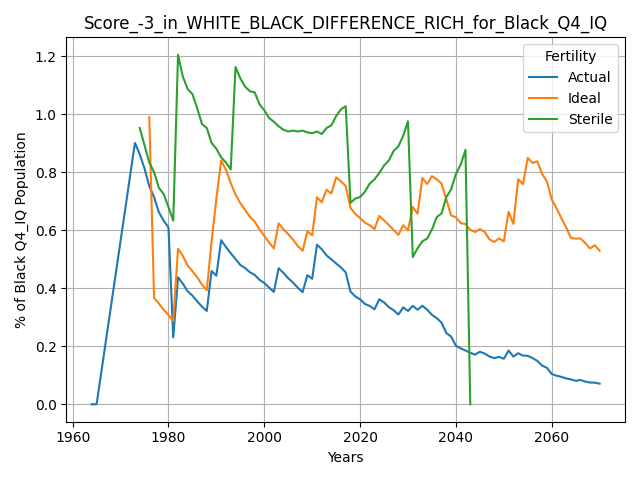 Score_-3_in_WHITE_BLACK_DIFFERENCE_RICH_for_Black_Q4_IQ
% of Black Q4_IQ Population
1.2
1.0
0.8
0.6
0.4
0.2
0.0
Fertility
Actual
Ideal
Sterile
1960
1980
2000
2020
2040
2060
Years